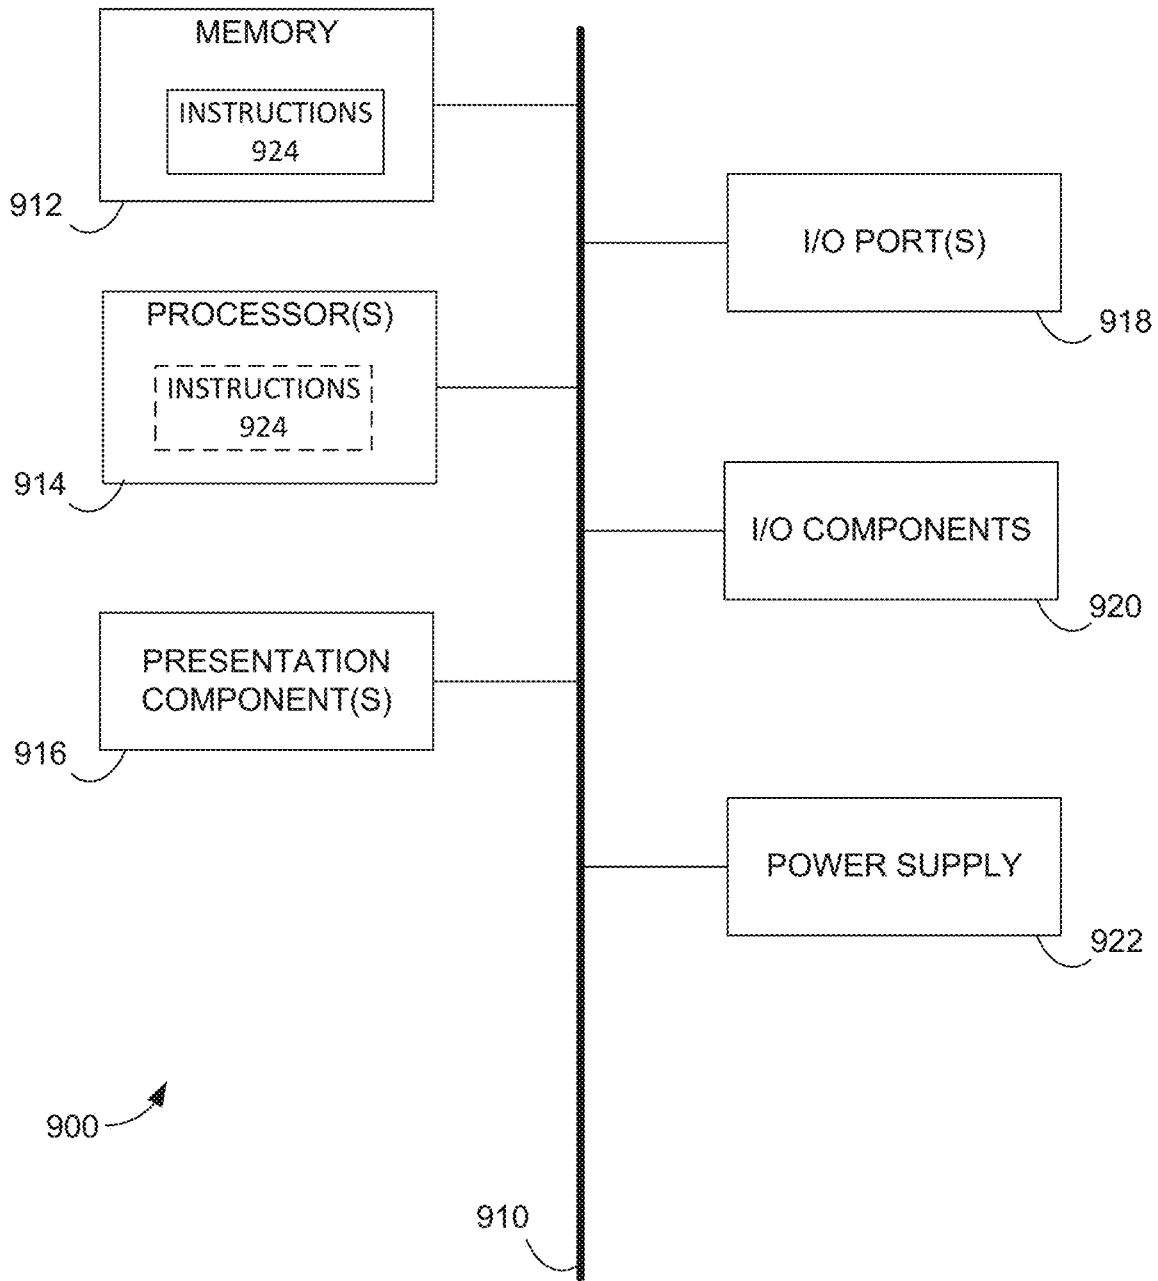 MEMORY
INSTRUCTIONS
924
912
PROCESSOR(S)
INSTRUCTIONS
924
914
PRESENTATION
COMPONENT(S)
916
I/O PORT(S)
918
I/O COMPONENTS
920
POWER SUPPLY
922
900
910